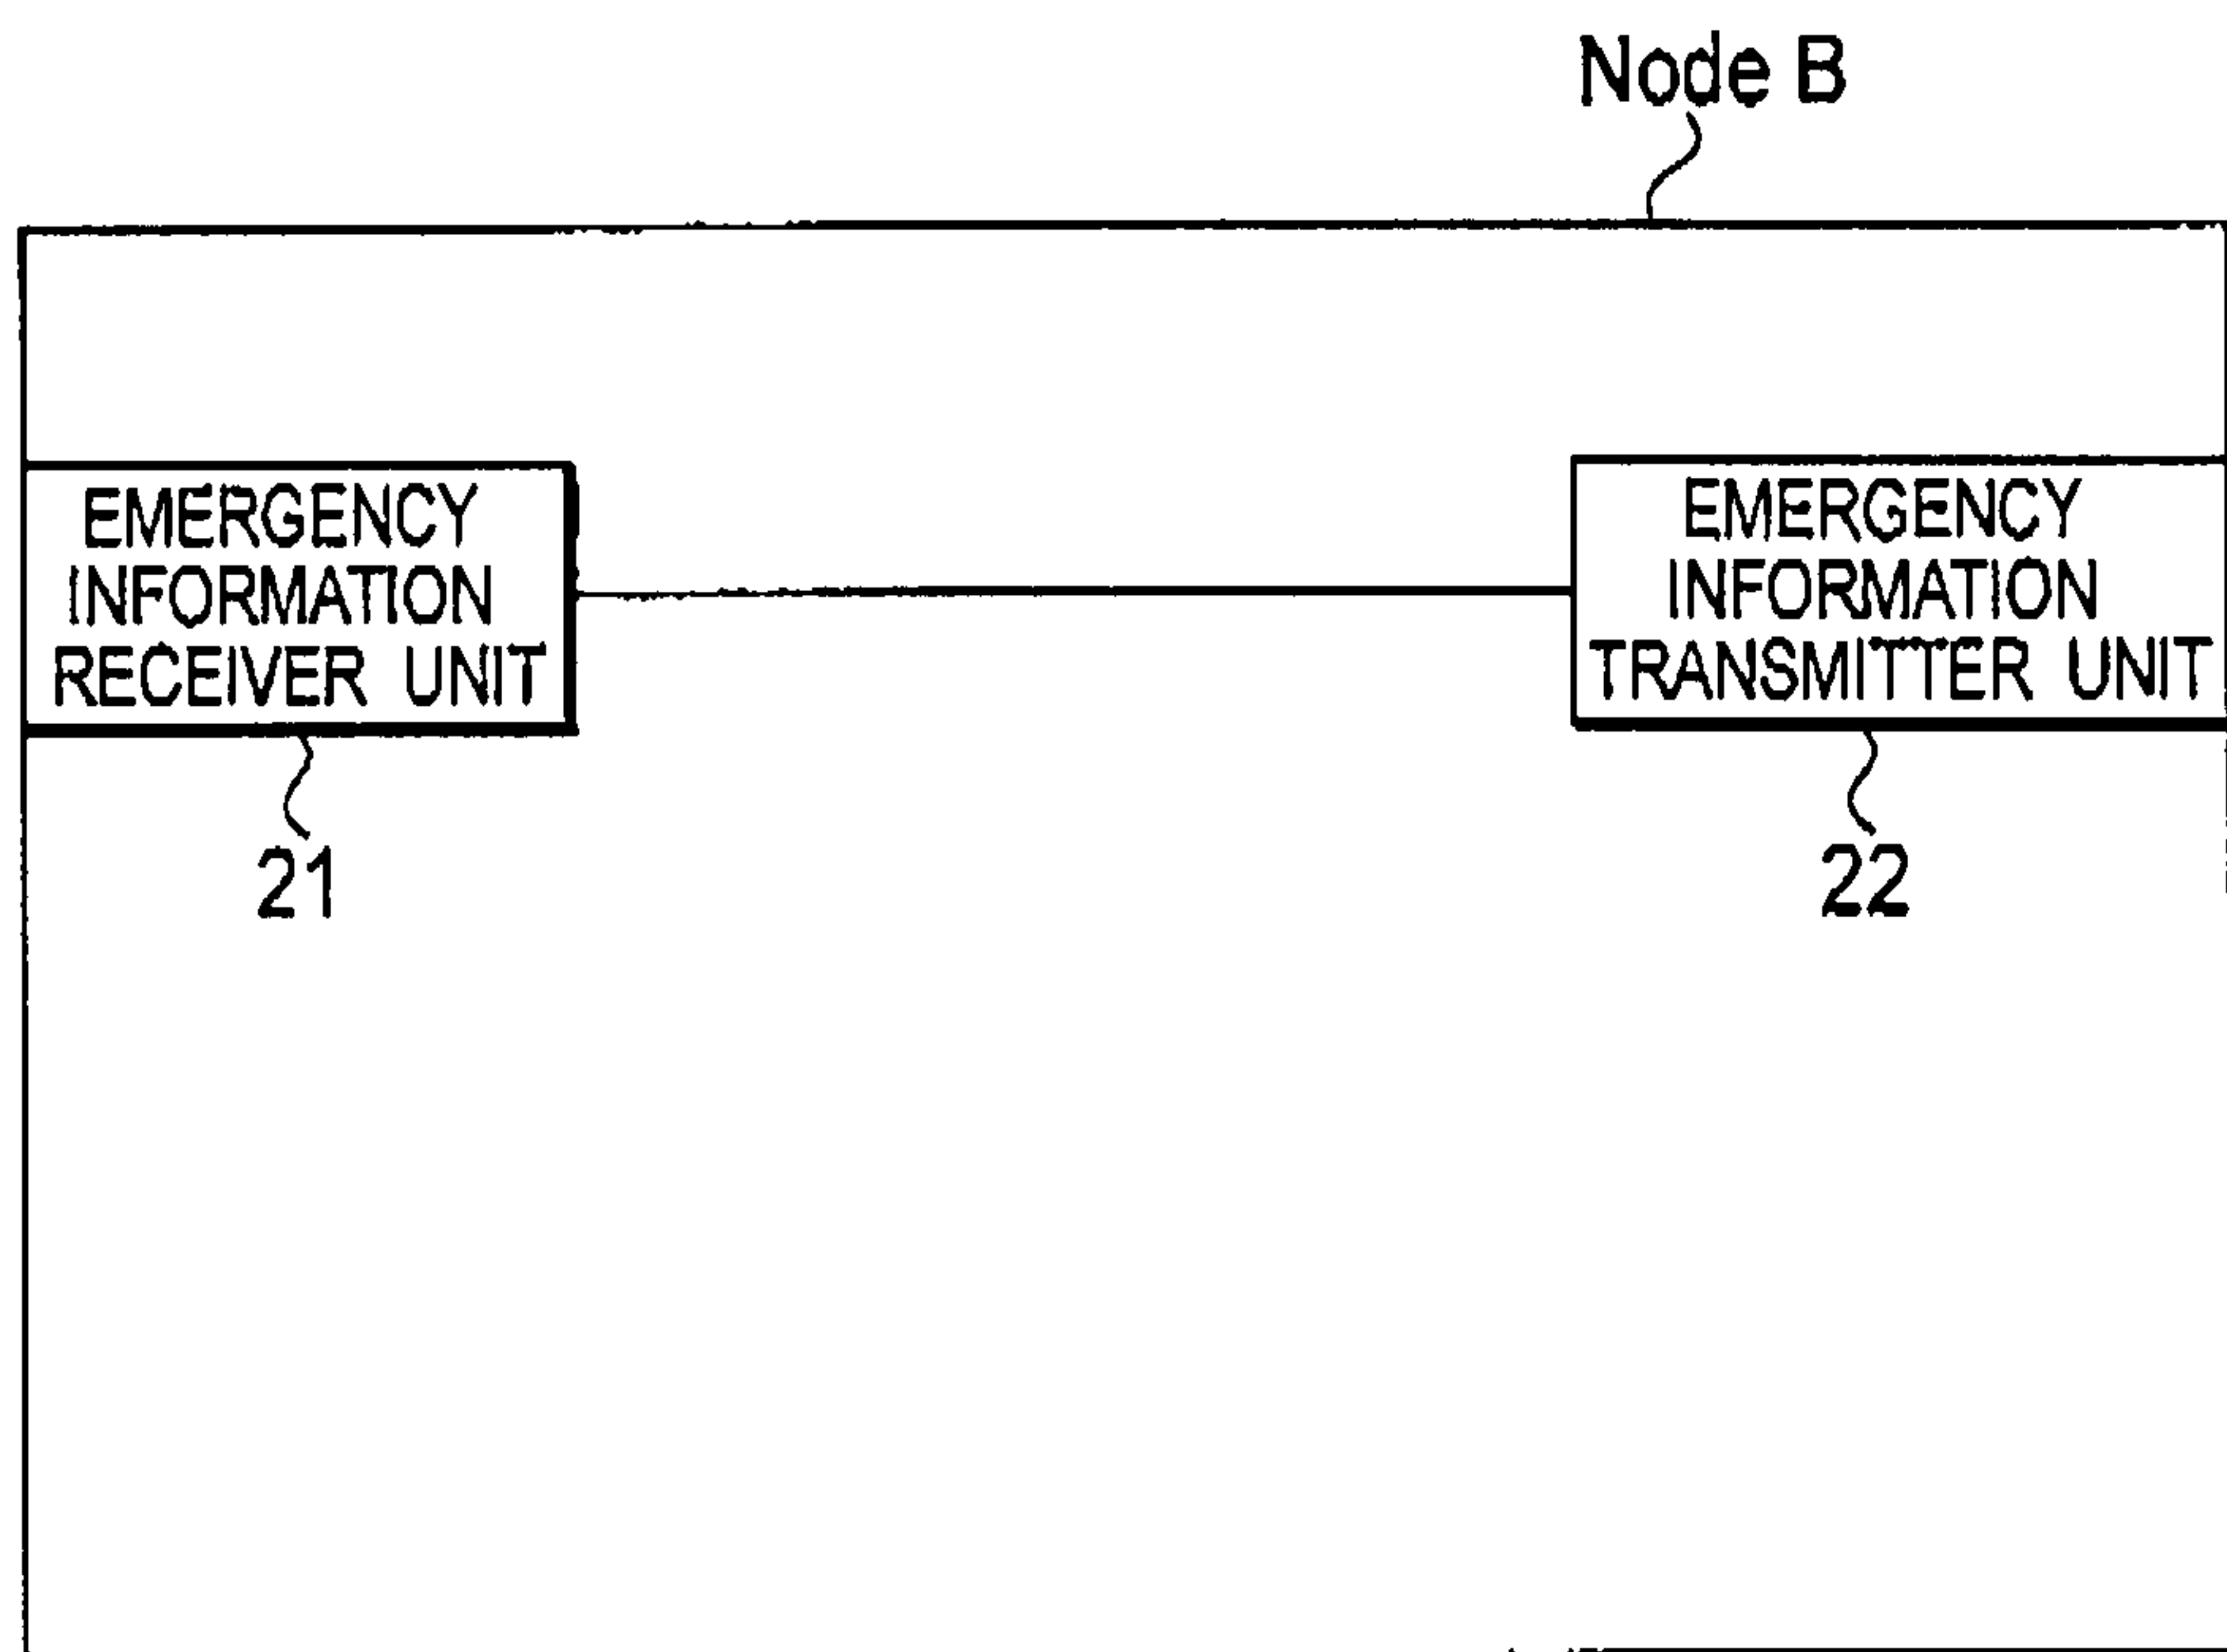 Node B
EMERGENCY
INFORMATION
RECEIVER UNIT
EMERGENCY
INFORMATION
TRANSMITTER UNIT
21
22